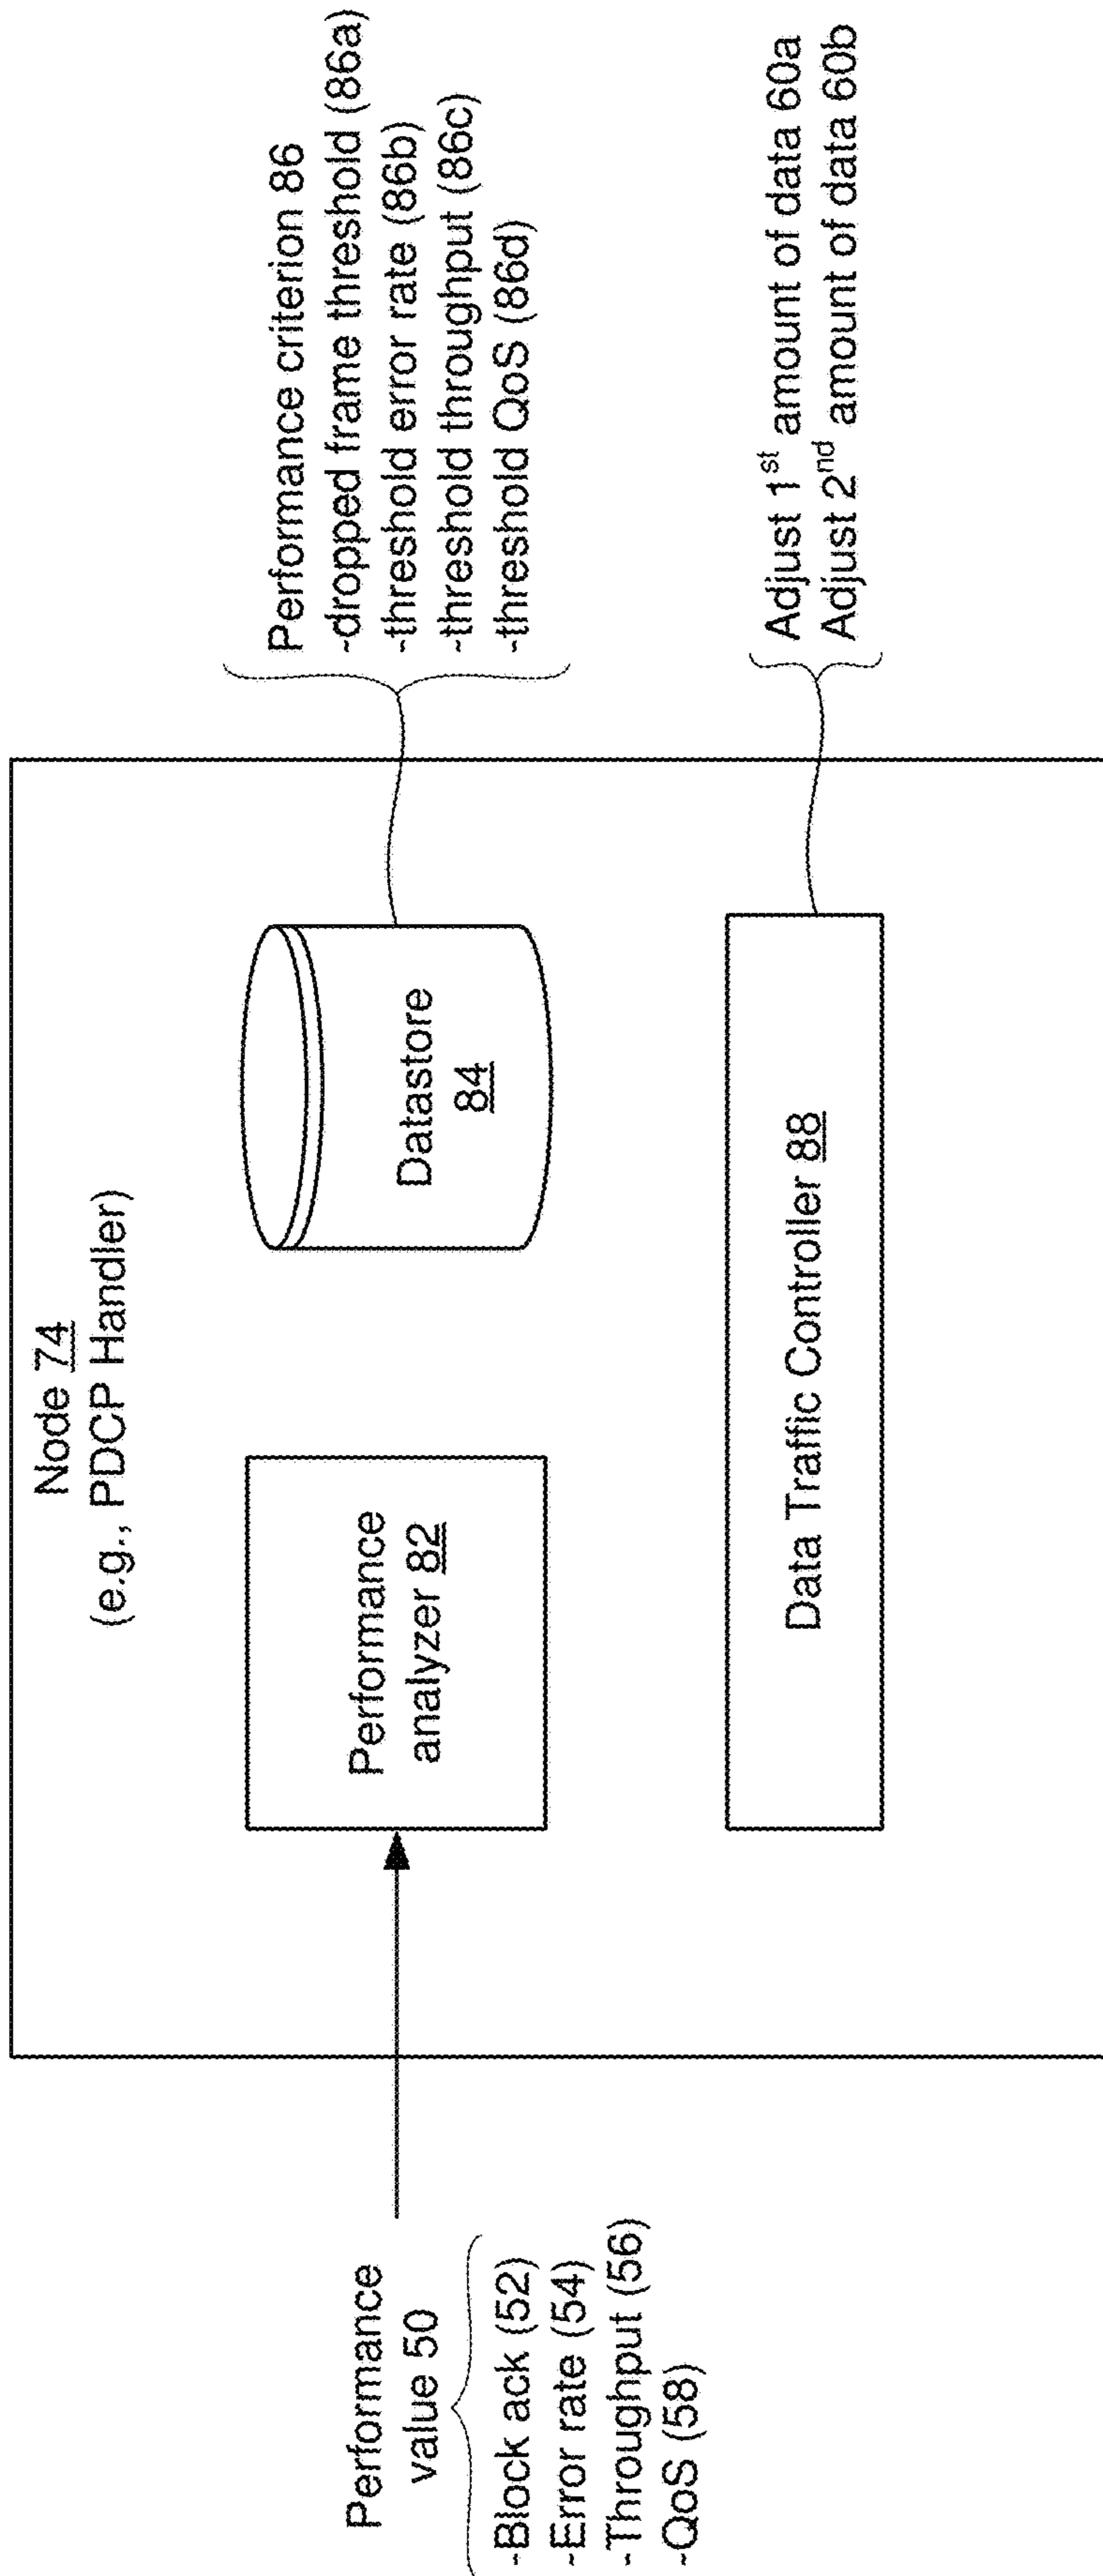 Node 74
(e.g., PDCP Handler)
Performance
value 50
-Block ack (52)
-Error rate (54)
-Throughput (56)
-QoS (58)
Performance
analyzer 82
Datastore
84
Performance criterion 86
-dropped frame threshold (86a)
-threshold error rate (86b)
-threshold throughput (86c)
-threshold QoS (86d)
Data Traffic Controller 88
Adjust 1st amount of data 60a
Adjust 2nd amount of data 60b